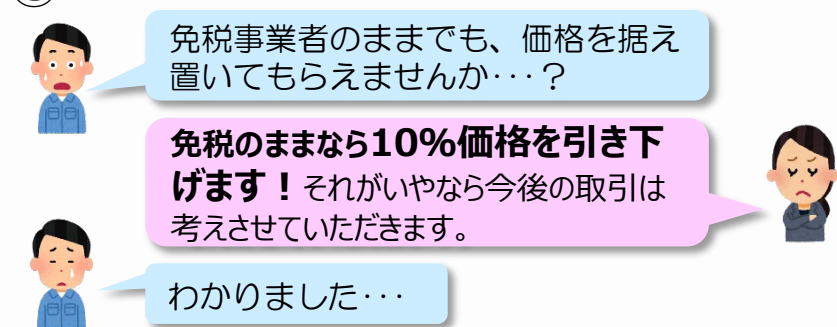 免税事業者のままでも、価格を据え
置いてもらえませんか･･･？
免税のままなら10%価格を引き下
げます！それがいやなら今後の取引は
考えさせていただきます。
わかりました･･･